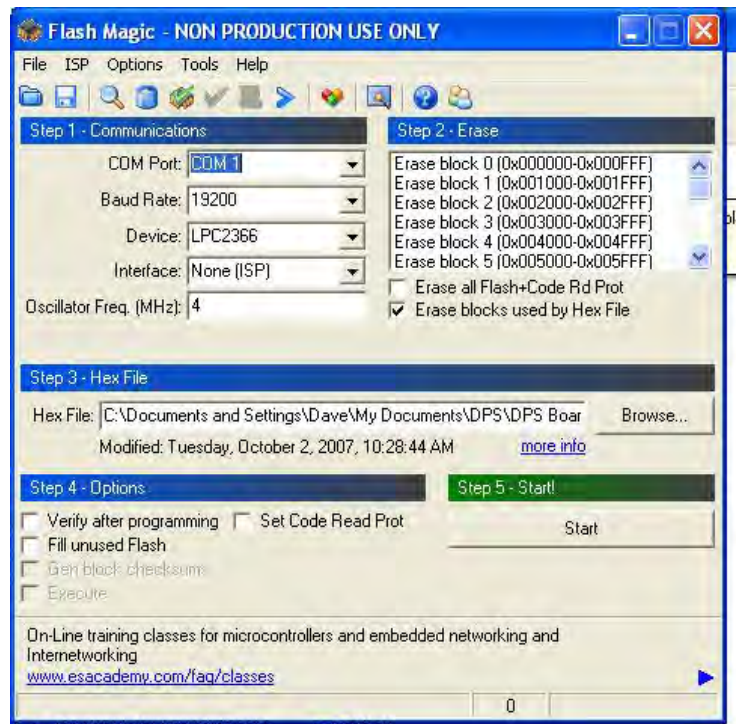 Flash Magic - NON PRODUCTION USE ONLY
File ISP Options Tools Help
Step 1 - Communications
COM Port: COM 1
Baud Rate: 19200
Device: LPC2366
Interface: None (ISP)
Oscillator Freq. (MHz): 4
Step 2 - Erase
Erase block 0 (0x000000-0x000FFF)
Erase block 1 (0x001000-0x001FFF)
Erase block 2 (0x002000-0x002FFF)
Erase block 3 (0x003000-0x003FFF)
Erase block 4 (0x004000-0x004FFF)
Erase block 5 (0x005000-0x005FFF)
Erase all Flash+Code Rd Prot
Erase blocks used by Hex File
Step 3 - Hex File
Hex File: C:\Documents and Settings\Dave\My Documents\DPS\DPS Boar Browse...
Modified: Tuesday, October 2, 2007, 10:28:44 AM more info
Step 4 - Options
Verify after programming Set Code Read Prot
Fill unused Flash
Gen block checksums
Execute
Step 5 - Start!
Start
On-Line training classes for microcontrollers and embedded networking and
Internetworking
www.esacademy.com/faq/classes
0